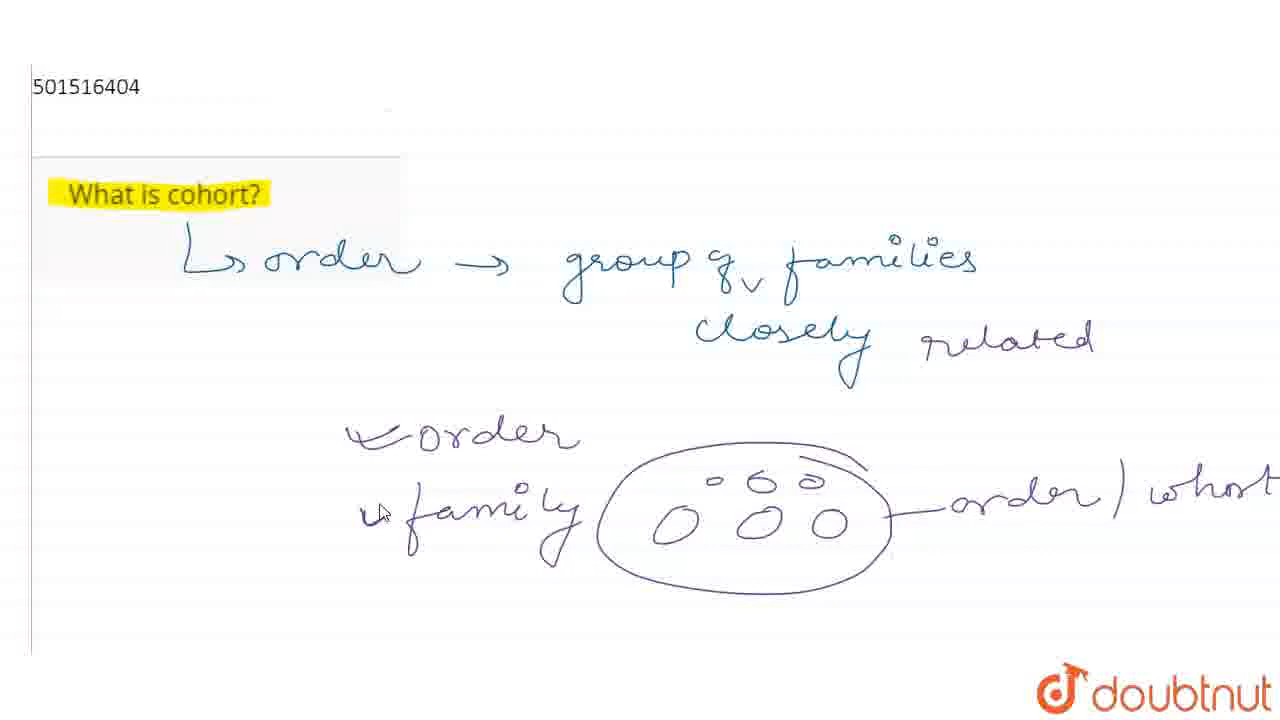 501516404
What is cohort?
order → group of families
closely related
order
family
order / cohort
doubtnut